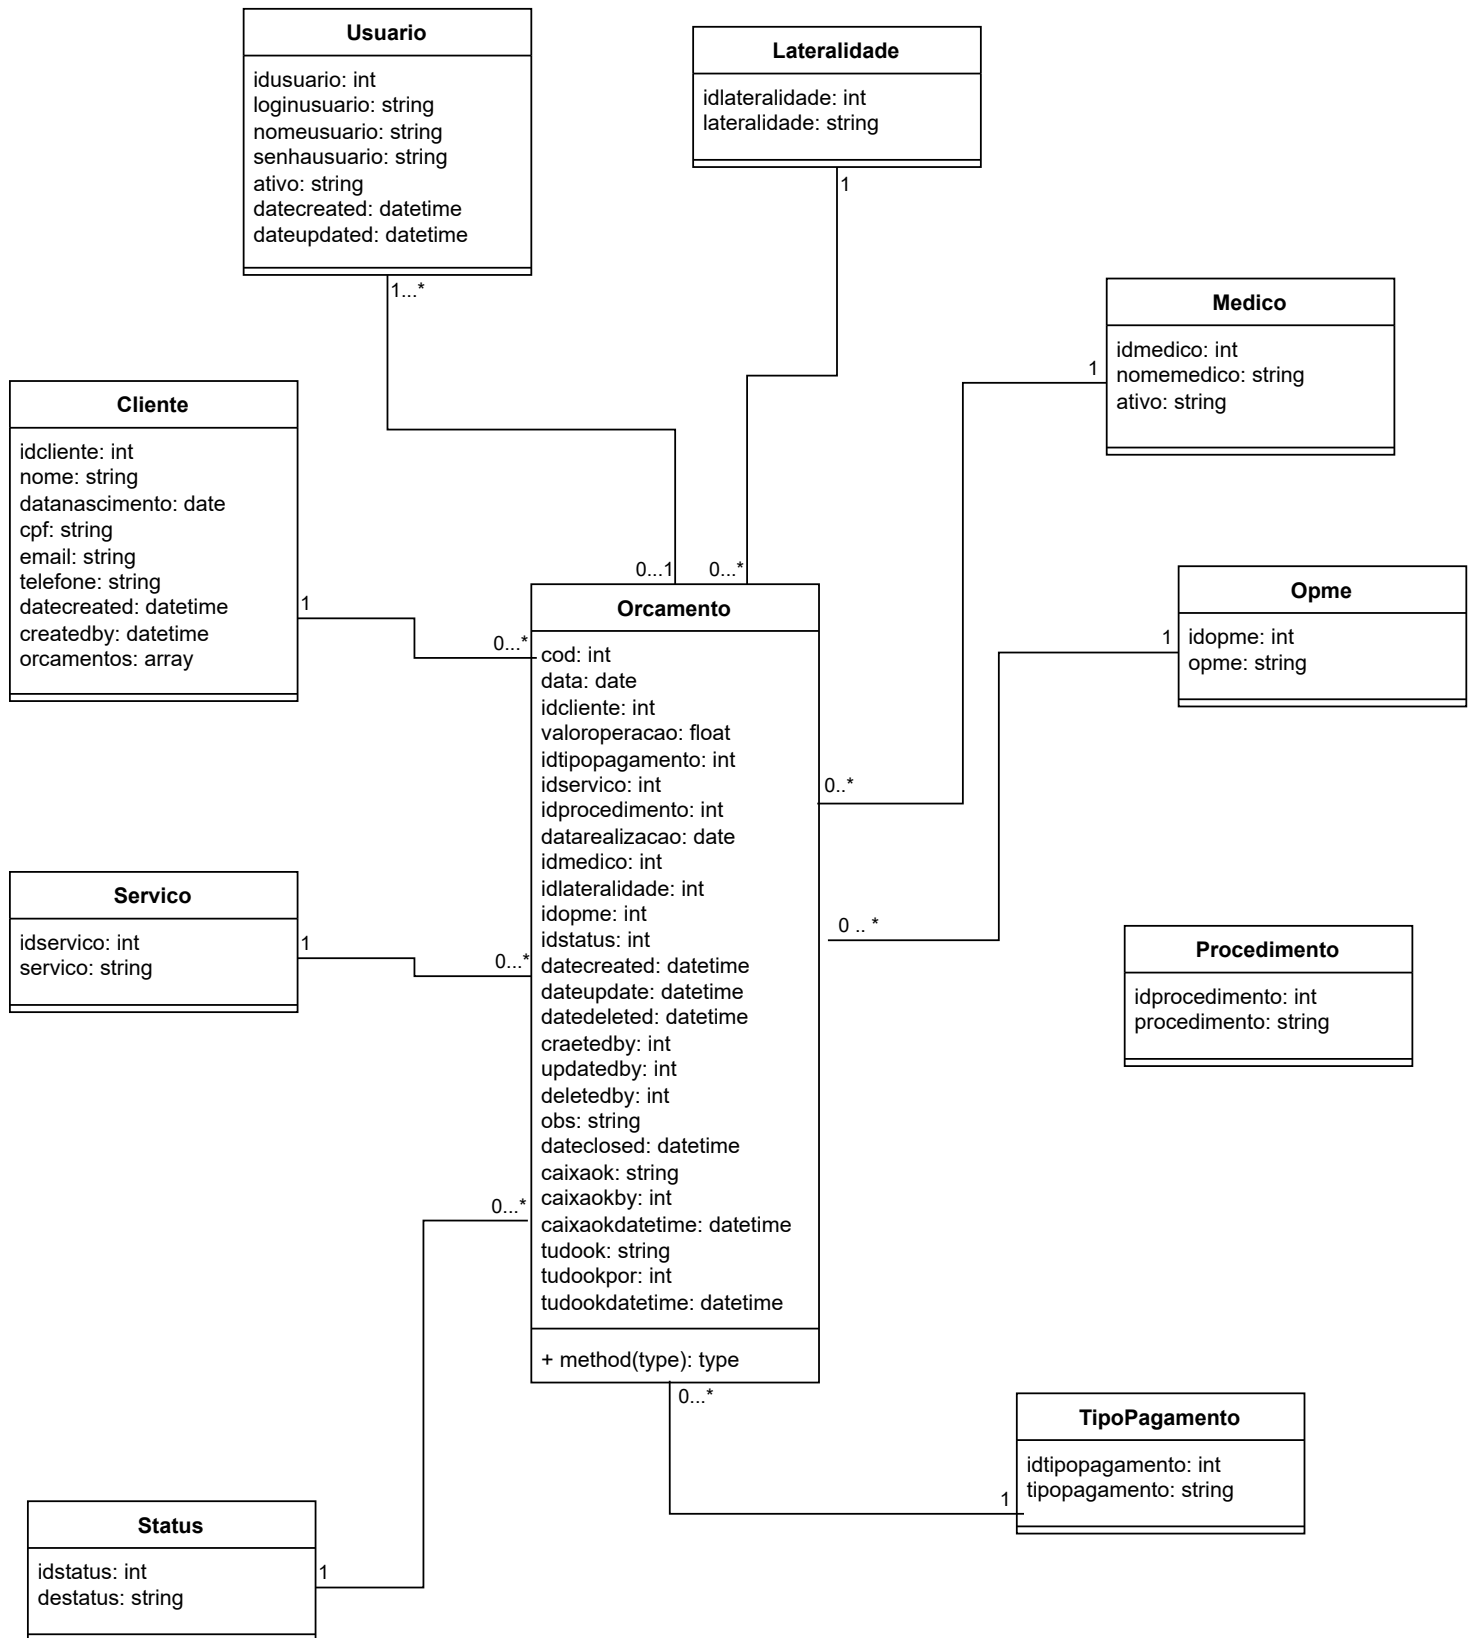 Usuario
idusuario: int
loginusuario: string
nomeusuario: string
senhausuario: string
ativo: string
datecreated: datetime
dateupdated: datetime
1...*
Lateralidade
idlateralidade: int
lateralidade: string
1
Medico
idmedico: int
nomemedico: string
ativo: string
1
Cliente
idcliente: int
nome: string
datanascimento: date
cpf: string
email: string
telefone: string
datecreated: datetime
createdby: datetime
orcamentos: array
1
0...*
0...1
0...*
Orcamento
cod: int
data: date
idcliente: int
valoroperacao: float
idtipopagamento: int
idservico: int
idprocedimento: int
datarealizacao: date
idmedico: int
idlateralidade: int
idopme: int
idstatus: int
datecreated: datetime
dateupdate: datetime
datedeleted: datetime
craetedby: int
updatedby: int
deletedby: int
obs: string
dateclosed: datetime
caixaok: string
caixaokby: int
caixaokdatetime: datetime
tudook: string
tudookpor: int
tudookdatetime: datetime
+ method(type): type
0..*
0 .. *
Opme
idopme: int
opme: string
1
Servico
idservico: int
servico: string
1
0...*
Procedimento
idprocedimento: int
procedimento: string
0...*
0...*
TipoPagamento
idtipopagamento: int
tipopagamento: string
1
Status
idstatus: int
destatus: string
1